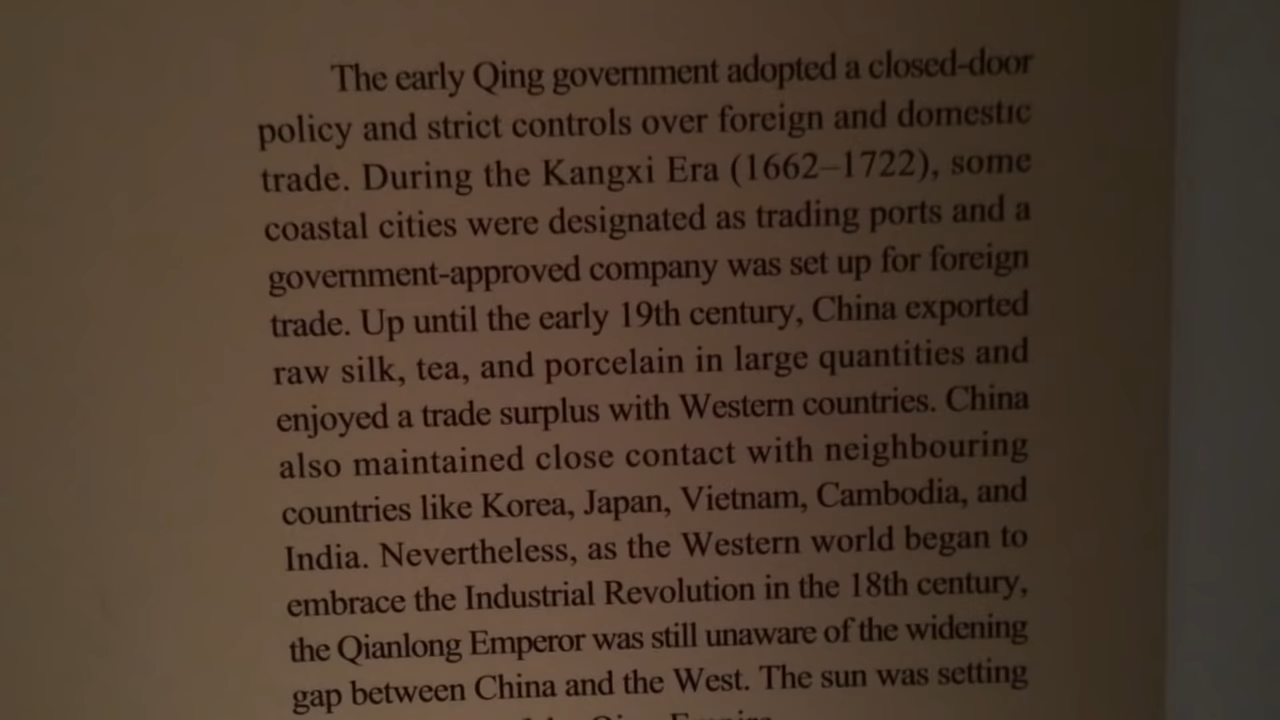 The early Qing government adopted a closed-door
policy and strict controls over foreign and domestic
trade. During the Kangxi Era (1662–1722), some
coastal cities were designated as trading ports and a
government-approved company was set up for foreign
trade. Up until the early 19th century, China exported
raw silk, tea, and porcelain in large quantities and
enjoyed a trade surplus with Western countries. China
also maintained close contact with neighbouring
countries like Korea, Japan, Vietnam, Cambodia, and
India. Nevertheless, as the Western world began to
embrace the Industrial Revolution in the 18th century,
the Qianlong Emperor was still unaware of the widening
gap between China and the West. The sun was setting